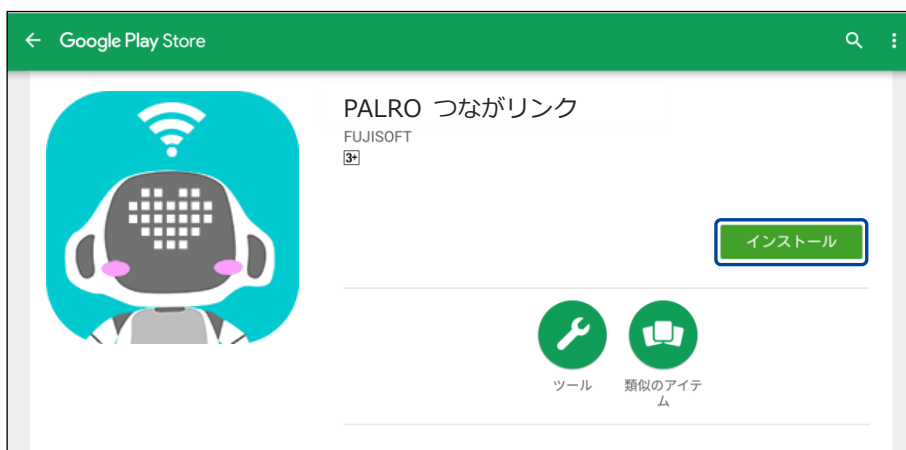 Google Play Store
PALRO つながリンク
FUJISOFT
3+
インストール
ツール
類似のアイテ
ム